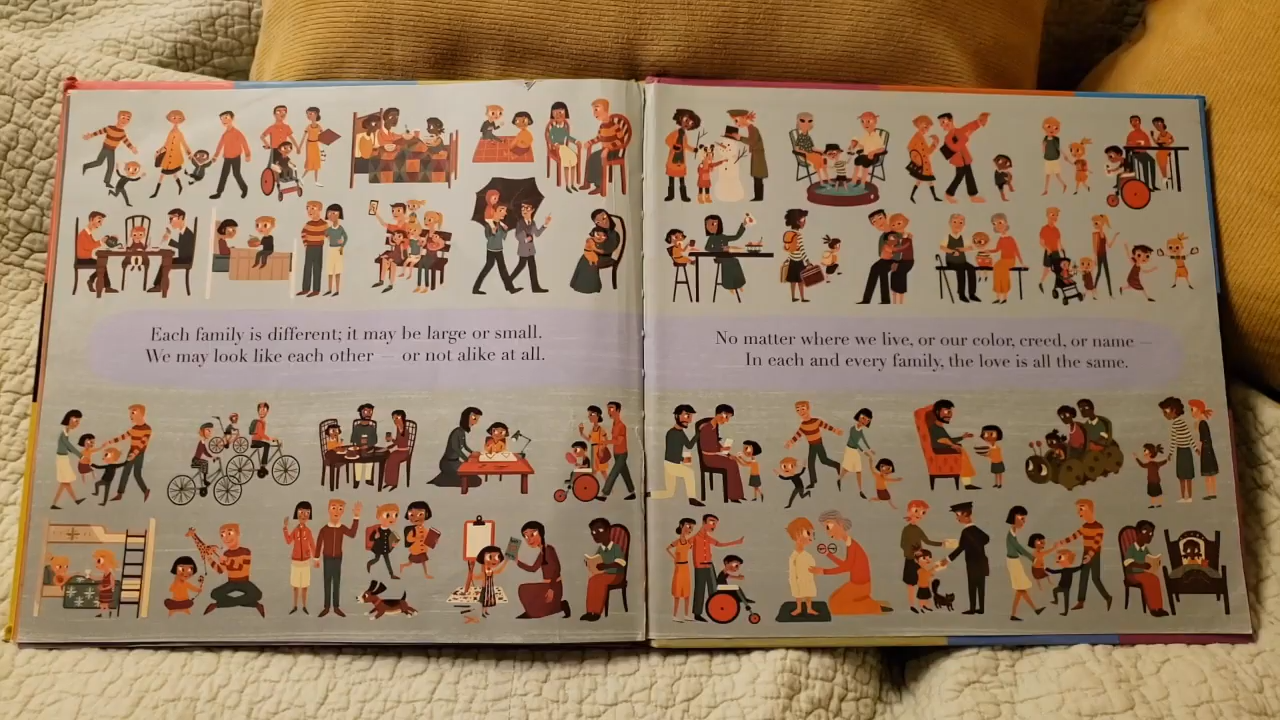 Each family is different; it may be large or small.
We may look like each other — or not alike at all.
No matter where we live, or our color, creed, or name —
In each and every family, the love is all the same.